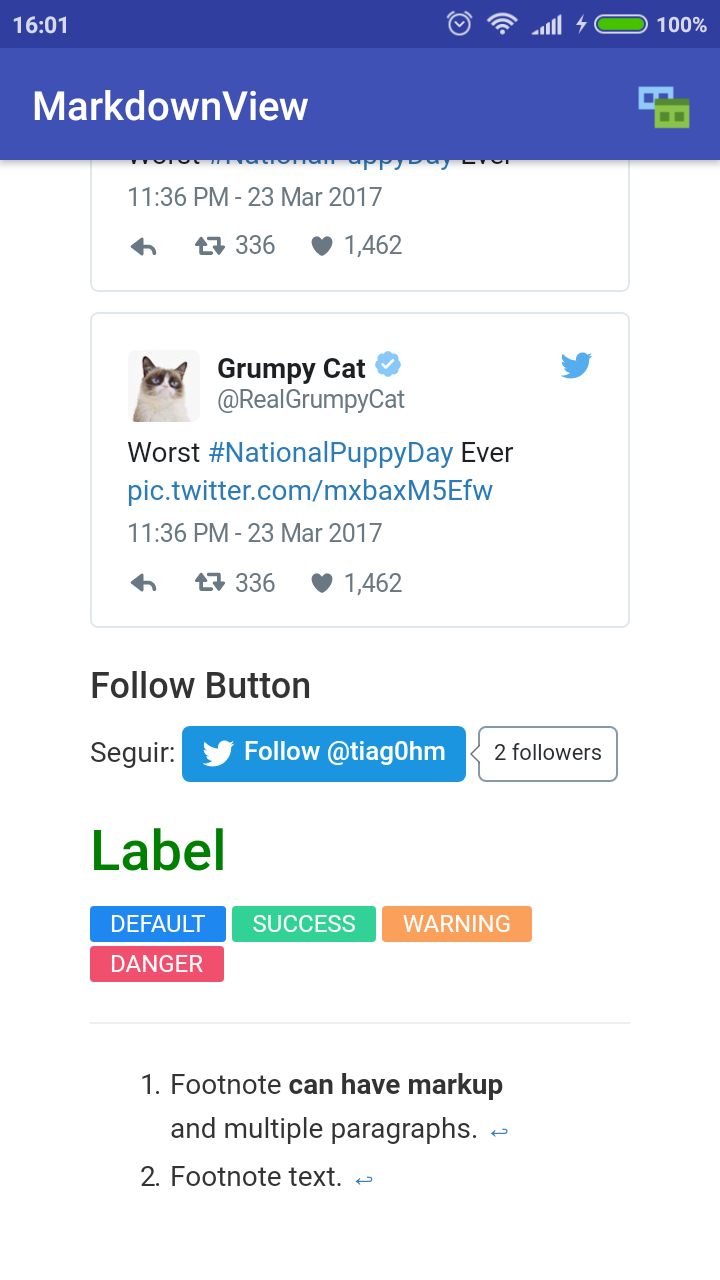 16:01
100%
MarkdownView
Worst #NationalPuppyDay Ever
11:36 PM - 23 Mar 2017
336 1,462
Grumpy Cat
@RealGrumpyCat
Worst #NationalPuppyDay Ever
pic.twitter.com/mxbaxM5Efw
11:36 PM - 23 Mar 2017
336 1,462
Follow Button
Seguir: Follow @tiag0hm 2 followers
Label
DEFAULT SUCCESS WARNING
DANGER
1. Footnote can have markup
and multiple paragraphs. ↩
2. Footnote text. ↩